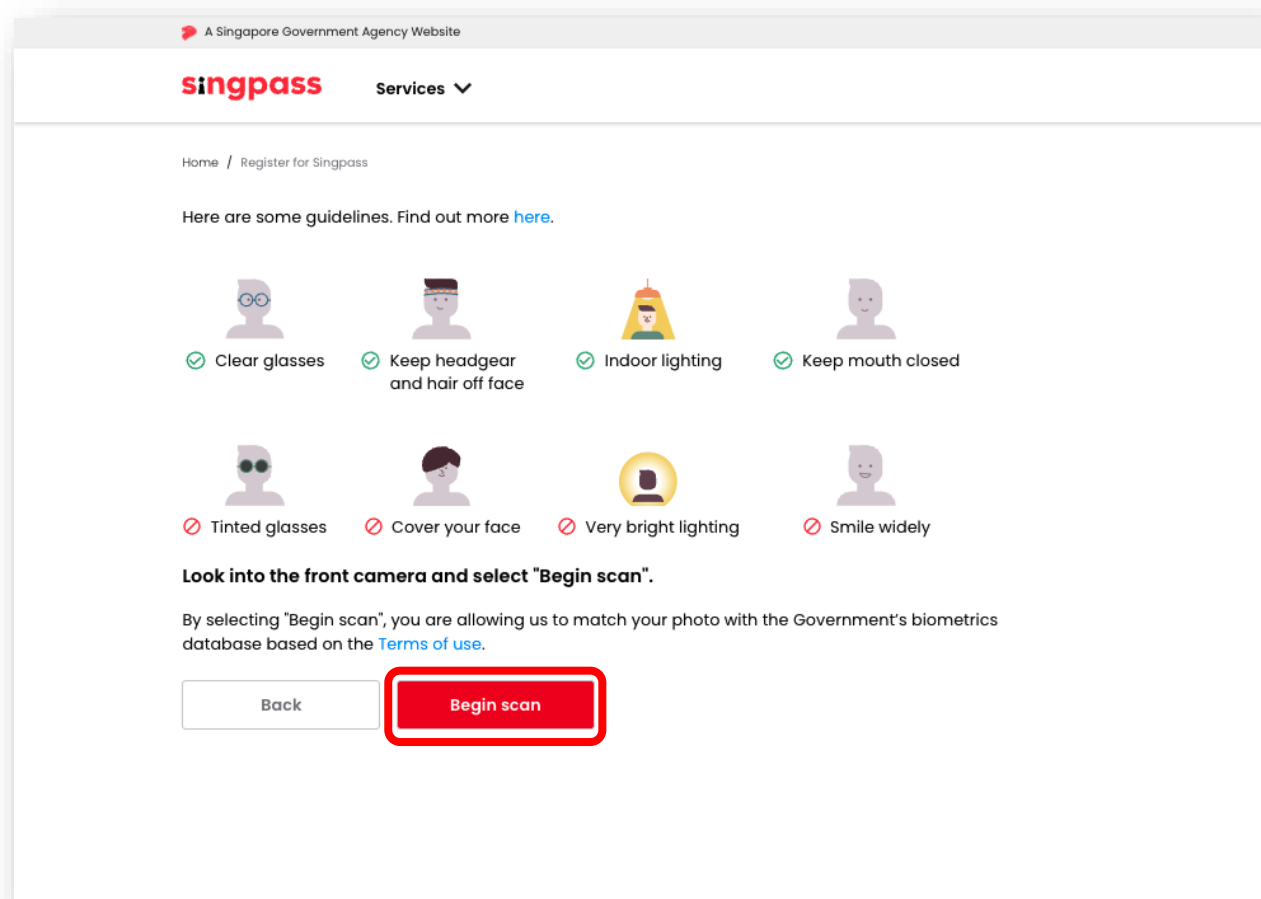 A Singapore Government Agency Website
singpass
Services
Home / Register for Singpass
Here are some guidelines. Find out more here.
Clear glasses
Keep headgear
and hair off face
Indoor lighting
Keep mouth closed
Tinted glasses
Cover your face
Very bright lighting
Smile widely
Look into the front camera and select "Begin scan".
By selecting "Begin scan", you are allowing us to match your photo with the Government's biometrics
database based on the Terms of use.
Back
Begin scan